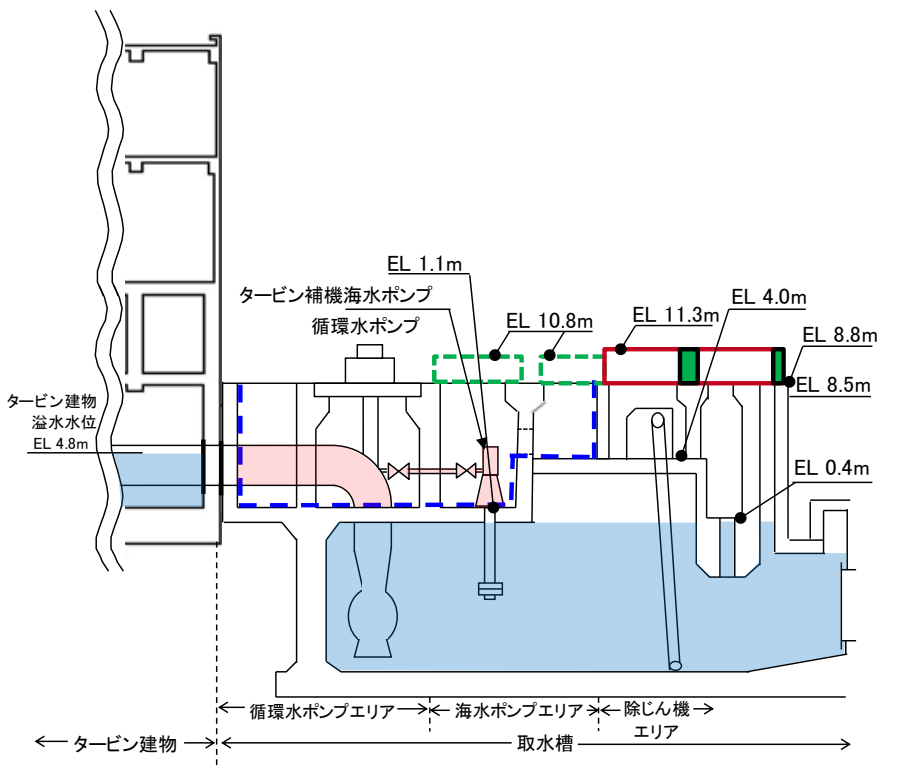 EL 1.1m
タービン補機海水ポンプ
循環水ポンプ
EL 10.8m
EL 11.3m
EL 4.0m
EL 8.8m
EL 8.5m
タービン建物
溢水水位
EL 4.8m
EL 0.4m
循環水ポンプエリア
海水ポンプエリア
除じん機
エリア
タービン建物
取水槽